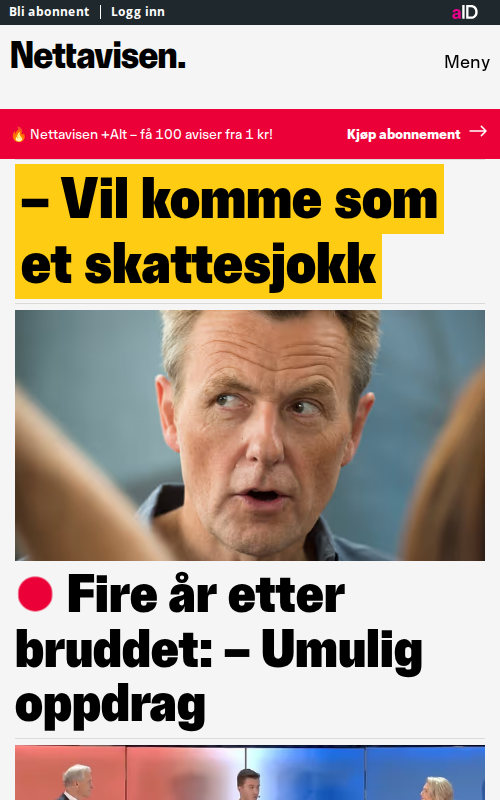 Bli abonnent Logg inn aID
Nettavisen.
Meny
🔥 Nettavisen +Alt – få 100 aviser fra 1 kr! Kjøp abonnement →
– Vil komme som
et skattesjokk
Fire år etter
bruddet: – Umulig
oppdrag